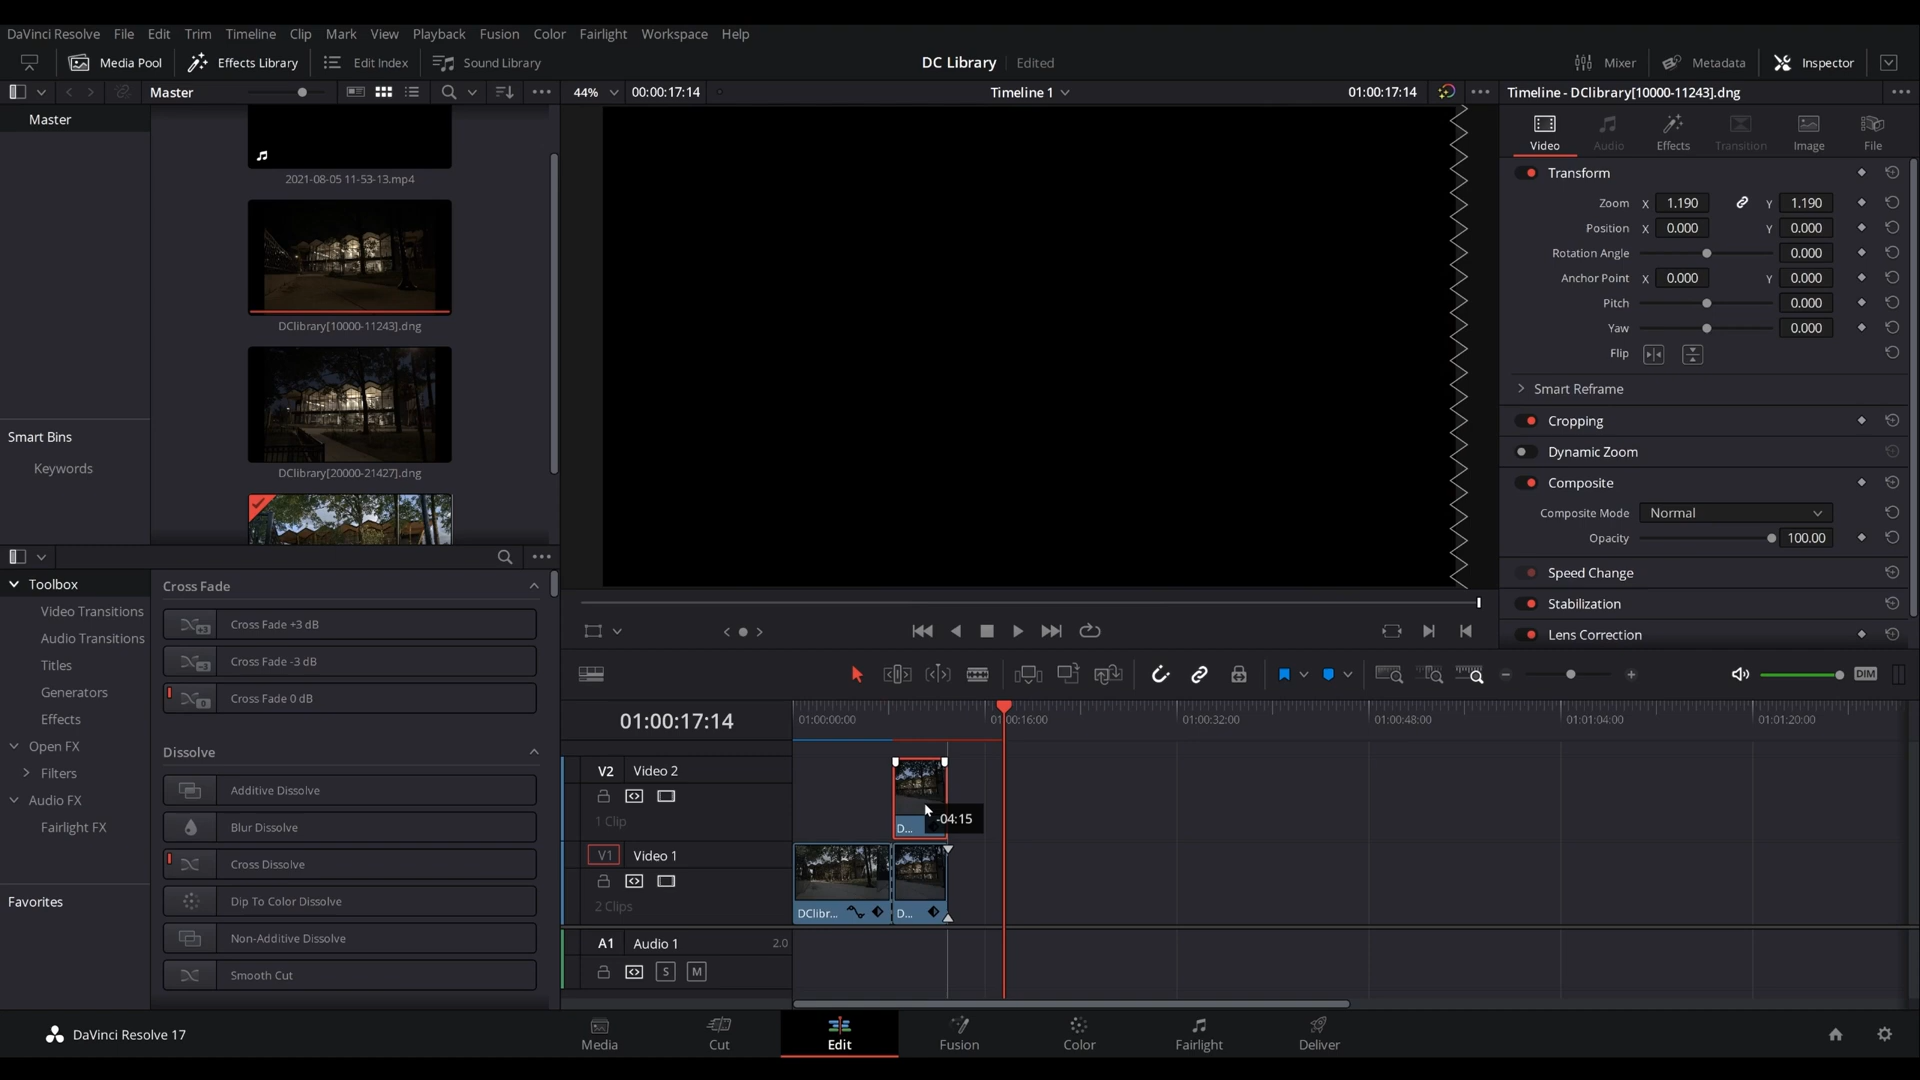 DaVinci Resolve File Edit Trim Timeline Clip Mark View Playback Fusion Color Fairlight Workspace Help
Media Pool Effects Library Edit Index Sound Library DC Library Edited Mixer Metadata Inspector
Master 44% 00:00:17:14 Timeline 1 01:00:17:14 Timeline - DClibrary[10000-11243].dng
Master
2021-08-05 11-53-13.mp4
DClibrary[10000-11243].dng
DClibrary[20000-21427].dng
Smart Bins
Keywords
Video Audio Effects Transition Image File
Transform
Zoom X 1.190 Y 1.190
Position X 0.000 Y 0.000
Rotation Angle 0.000
Anchor Point X 0.000 Y 0.000
Pitch 0.000
Yaw 0.000
Flip
Smart Reframe
Cropping
Dynamic Zoom
Composite
Composite Mode Normal
Opacity 100.00
Speed Change
Stabilization
Lens Correction
Toolbox
Video Transitions
Audio Transitions
Titles
Generators
Effects
Open FX
Filters
Audio FX
Fairlight FX
Favorites
Cross Fade
+3 Cross Fade +3 dB
-3 Cross Fade -3 dB
0 Cross Fade 0 dB
Dissolve
Additive Dissolve
Blur Dissolve
Cross Dissolve
Dip To Color Dissolve
Non-Additive Dissolve
Smooth Cut
DIM
01:00:17:14 01:00:00:00 01:00:16:00 01:00:32:00 01:00:48:00 01:01:04:00 01:01:20:00
V2 Video 2
1 Clip
D...
-04:15
V1 Video 1
2 Clips
DClibr... D...
A1 Audio 1 2.0
S M
DaVinci Resolve 17 Media Cut Edit Fusion Color Fairlight Deliver